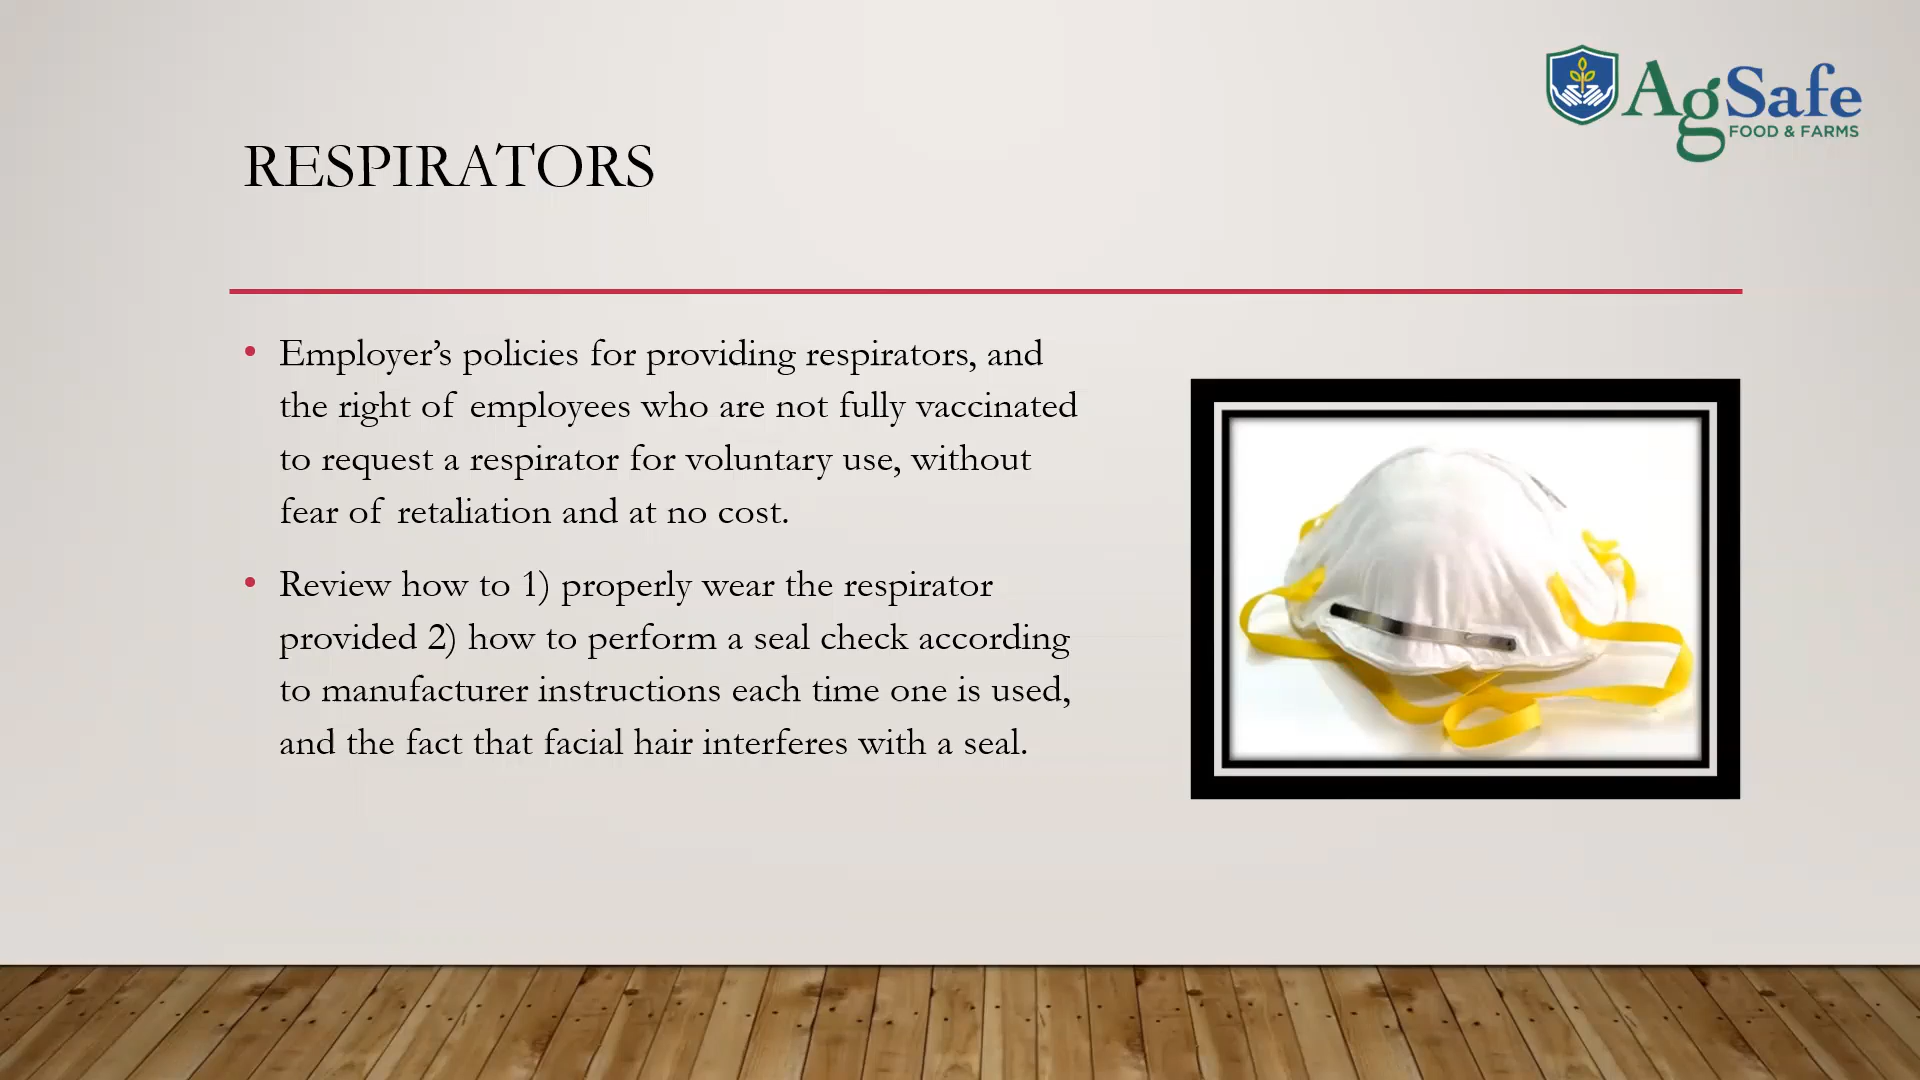 AgSafe
FOOD & FARMS
RESPIRATORS
• Employer’s policies for providing respirators, and
the right of employees who are not fully vaccinated
to request a respirator for voluntary use, without
fear of retaliation and at no cost.
• Review how to 1) properly wear the respirator
provided 2) how to perform a seal check according
to manufacturer instructions each time one is used,
and the fact that facial hair interferes with a seal.